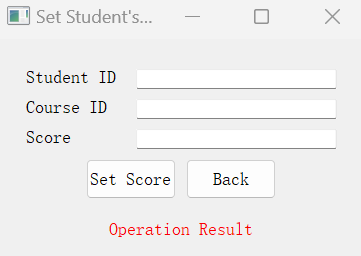 Set Student's...
Student ID
Course ID
Score
Set Score Back
Operation Result